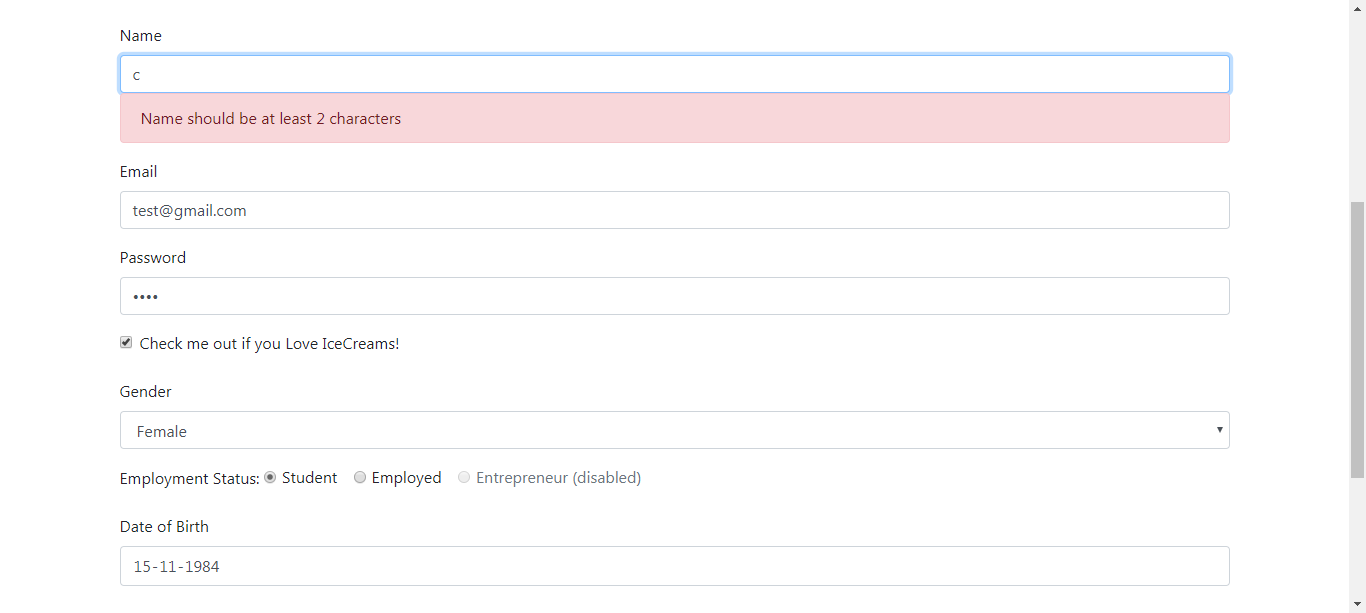 Name
c
Name should be at least 2 characters
Email
test@gmail.com
Password
••••
Check me out if you Love IceCreams!
Gender
Female
Employment Status: Student Employed Entrepreneur (disabled)
Date of Birth
15-11-1984